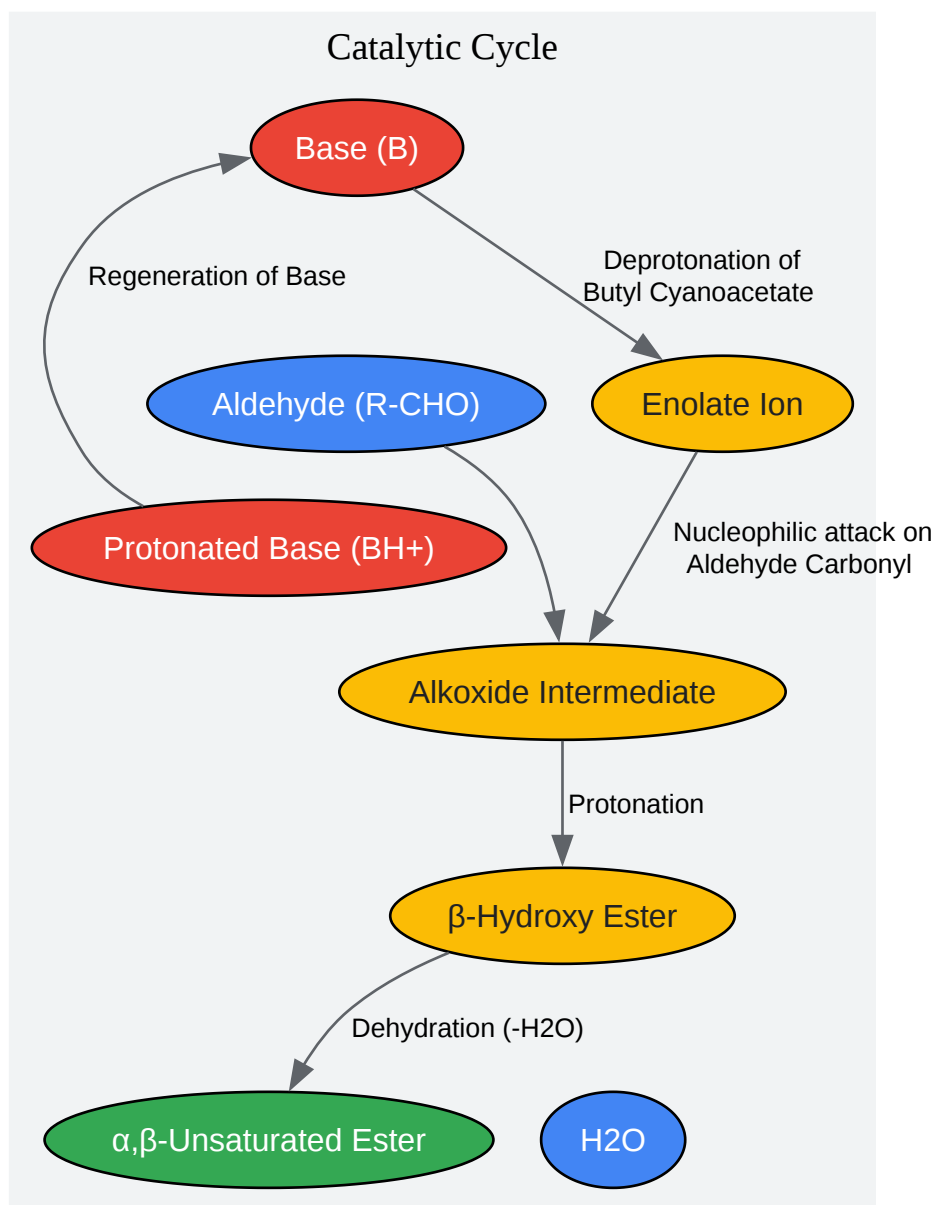 Catalytic Cycle
Base (B)
Regeneration of Base
Deprotonation of
Butyl Cyanoacetate
Aldehyde (R-CHO)
Enolate Ion
Protonated Base (BH+)
Nucleophilic attack on
Aldehyde Carbonyl
Alkoxide Intermediate
Protonation
β-Hydroxy Ester
Dehydration (-H2O)
α,β-Unsaturated Ester
H2O